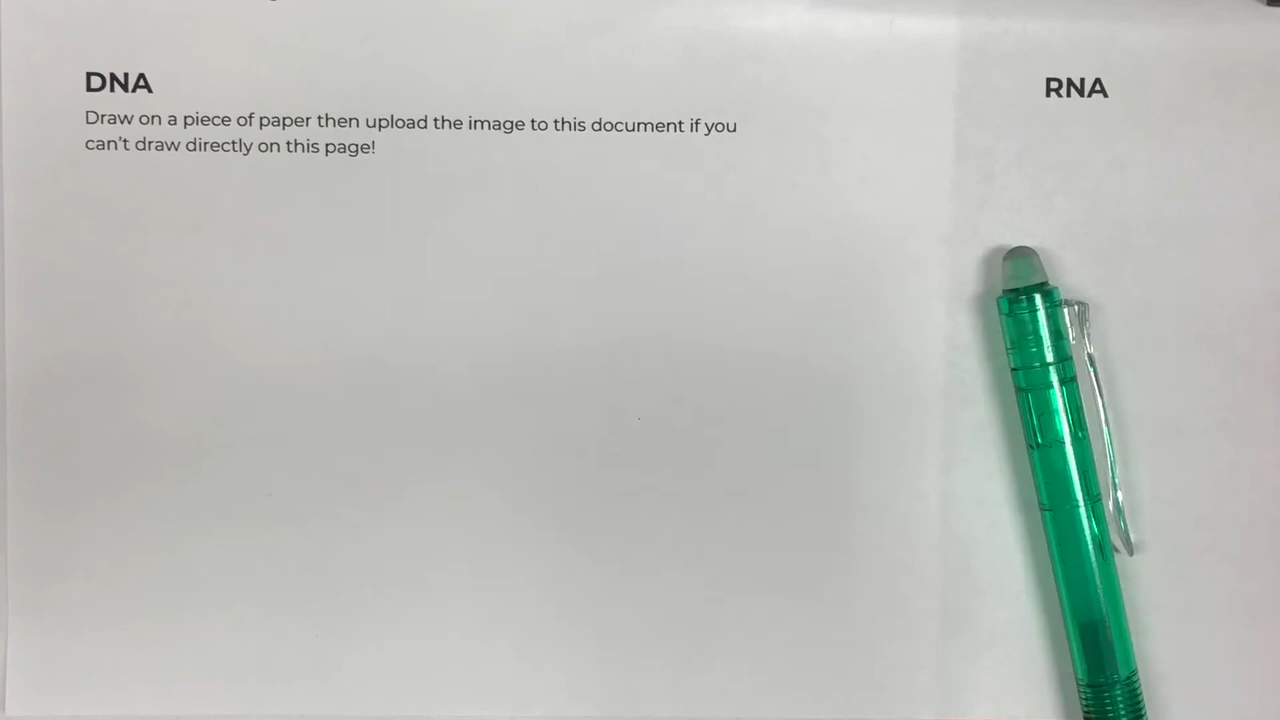 DNA
RNA
Draw on a piece of paper then upload the image to this document if you
can't draw directly on this page!